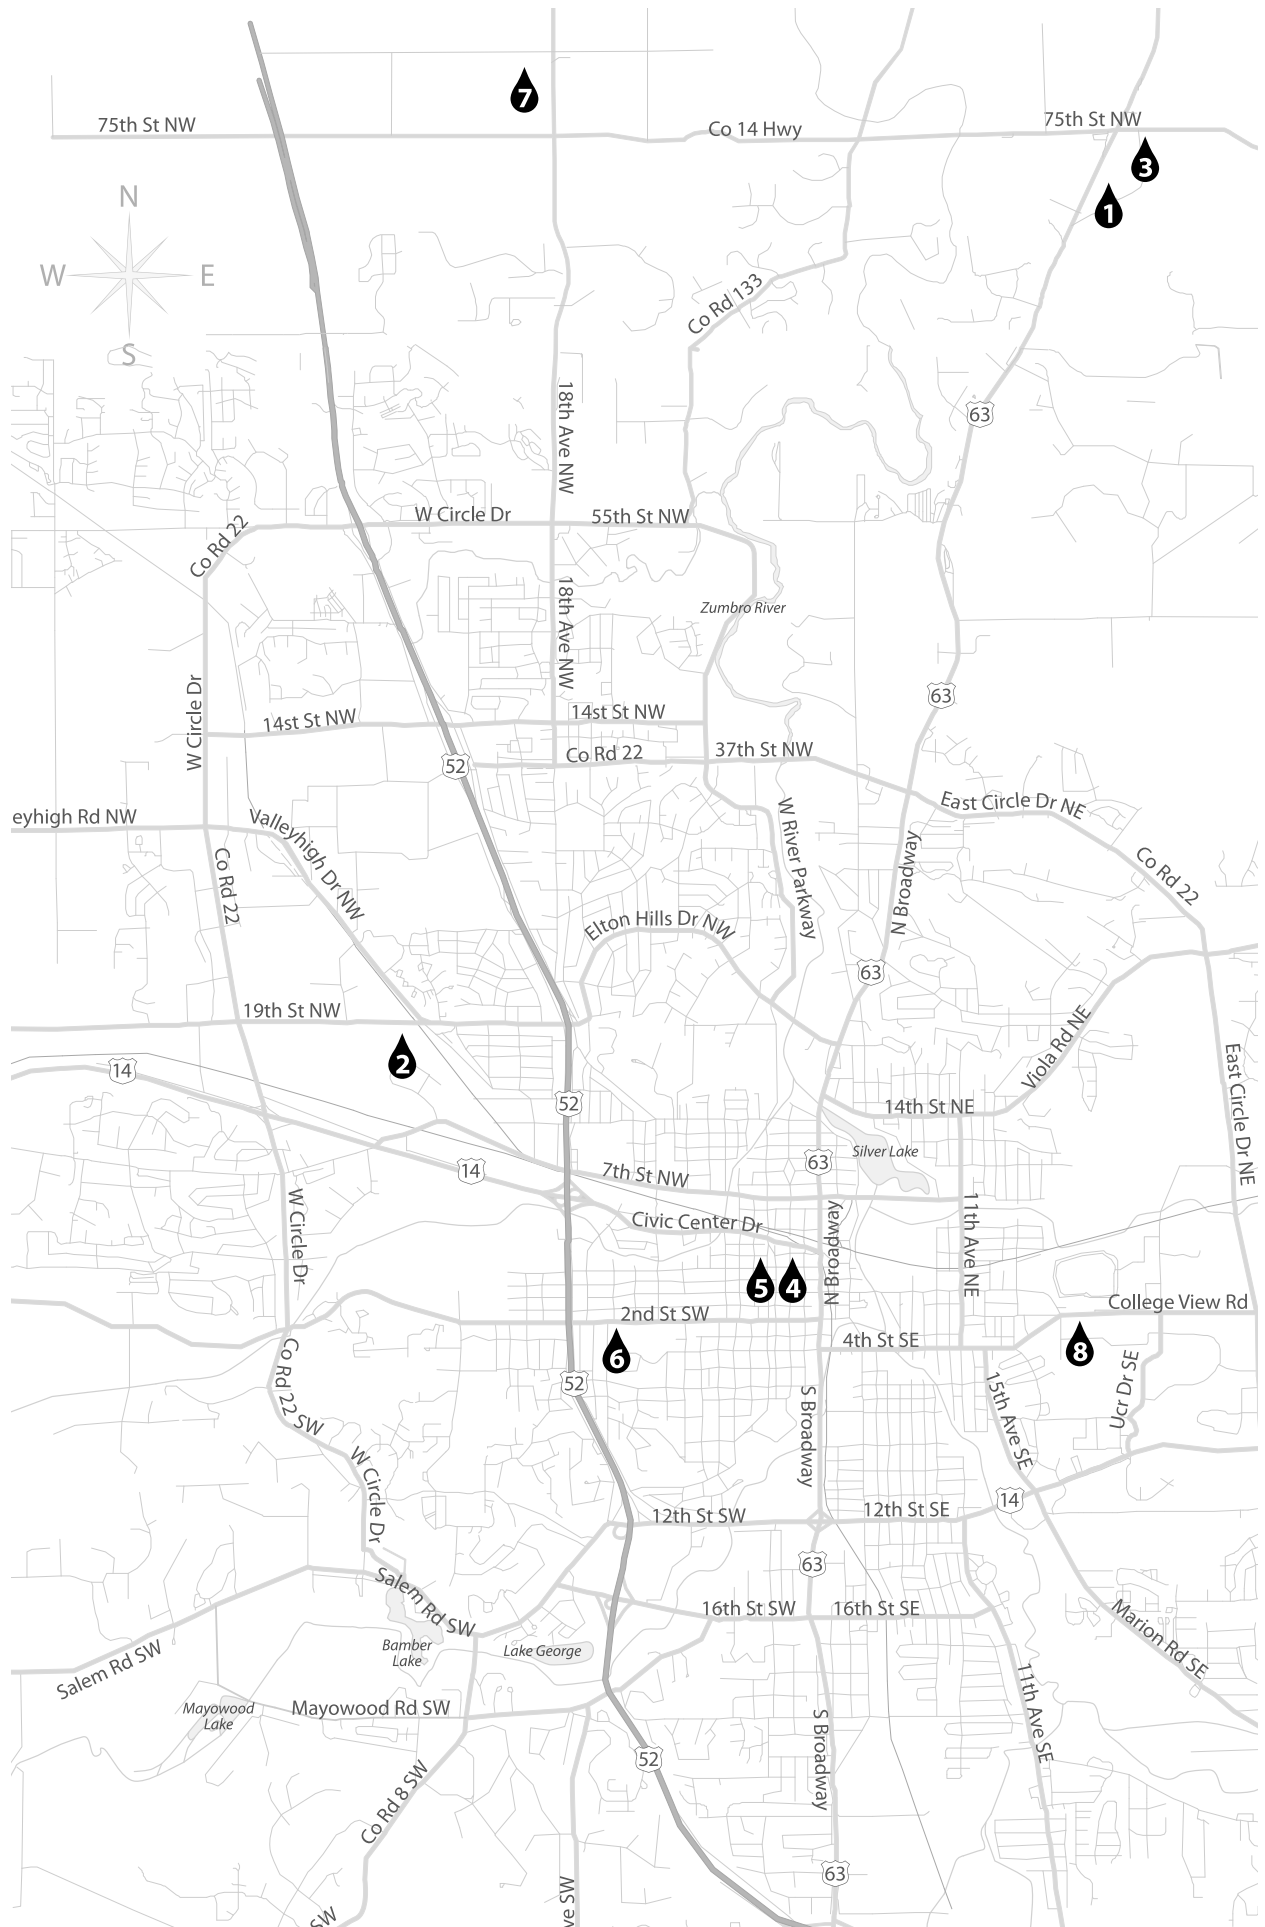 7
75th St NW
Co 14 Hwy
75th St NW
3
1
N
W
E
S
Co Rd 133
18th Ave NW
63
W Circle Dr
55th St NW
Co Rd 22
18th Ave NW
Zumbro River
W Circle Dr
63
14st St NW
14st St NW
52
Co Rd 22
37th St NW
East Circle Dr NE
eyhigh Rd NW
Valleyhigh Dr NW
W River Parkway
N Broadway
Co Rd 22
Co Rd 22
Elton Hills Dr NW
63
19th St NW
2
14
52
Viola Rd NE
East Circle Dr NE
14th St NE
Silver Lake
63
14
7th St NW
W Circle Dr
Civic Center Dr
N Broadway
11th Ave NE
5
4
2nd St SW
College View Rd
6
4th St SE
8
Co Rd 22 SW
52
S Broadway
15th Ave SE
Ucr Dr SE
W Circle Dr
14
12th St SW
12th St SE
63
Salem Rd SW
16th St SW
16th St SE
Marion Rd SE
Bamber
Lake
Lake George
Salem Rd SW
Mayowood
Lake
Mayowood Rd SW
11th Ave SE
S Broadway
52
Co Rd 8 SW
63
ve SW
SW